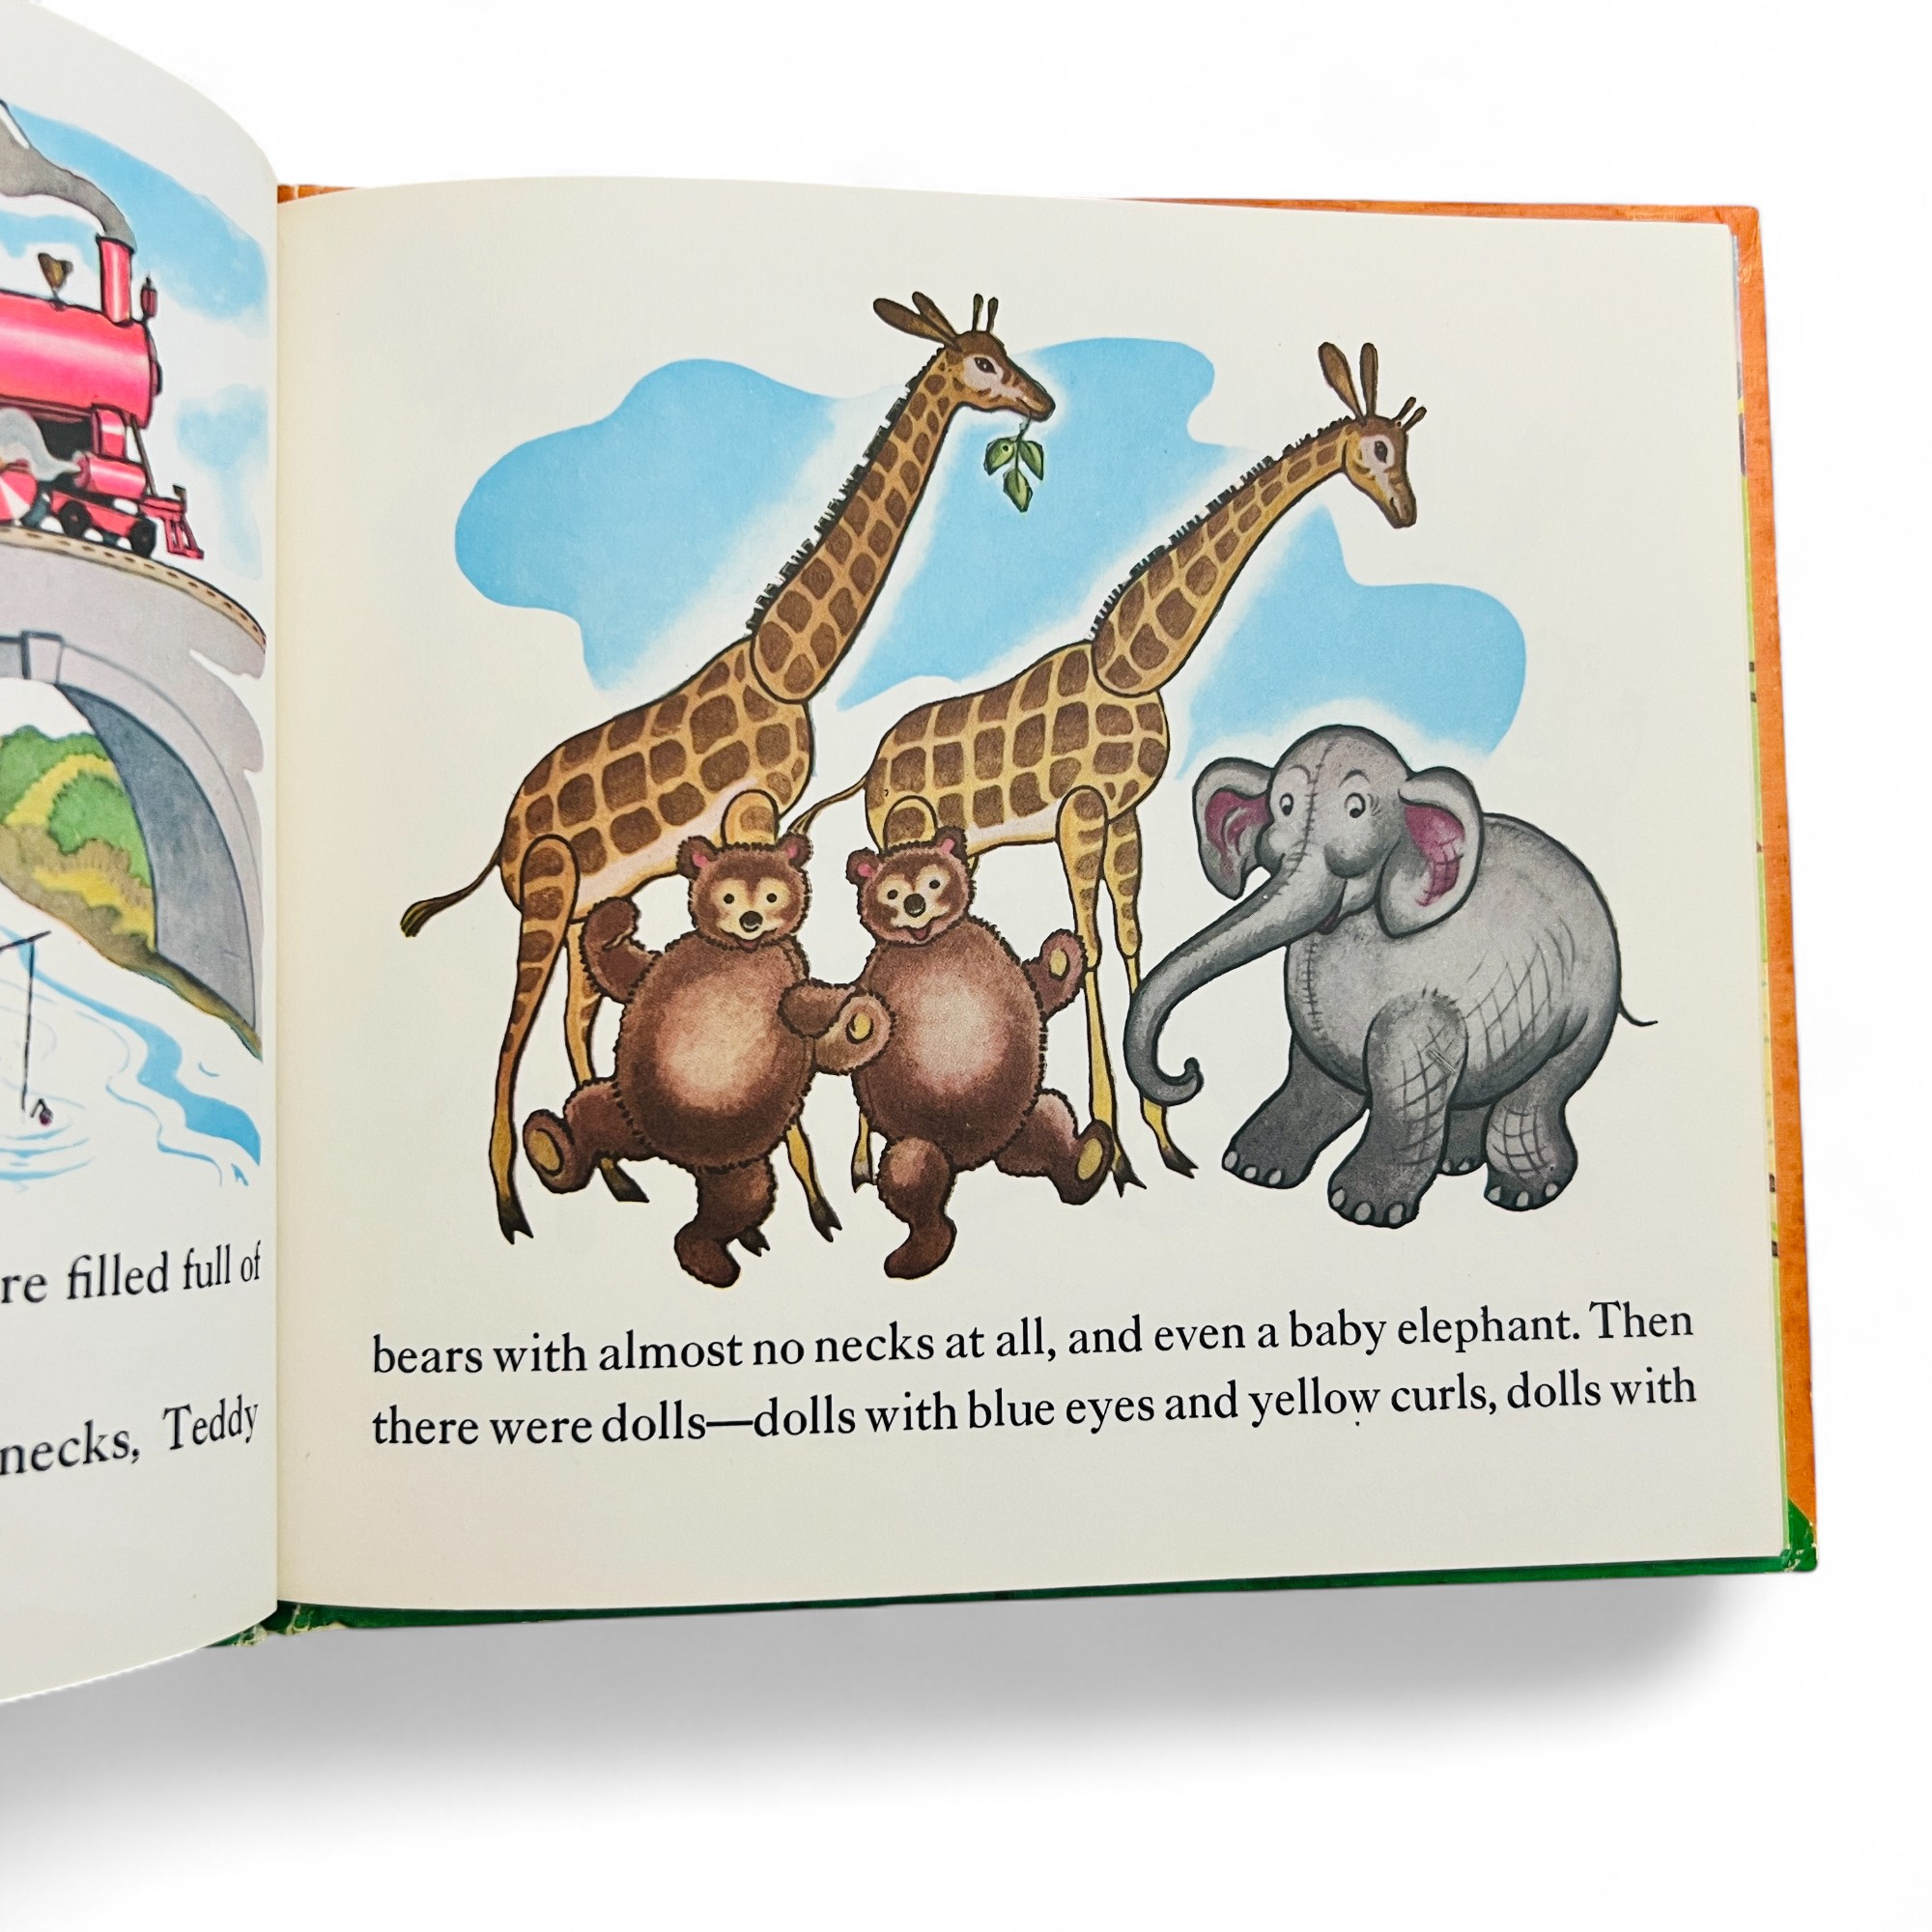 re filled full of
necks, Teddy
bears with almost no necks at all, and even a baby elephant. Then
there were dolls—dolls with blue eyes and yellow curls, dolls with